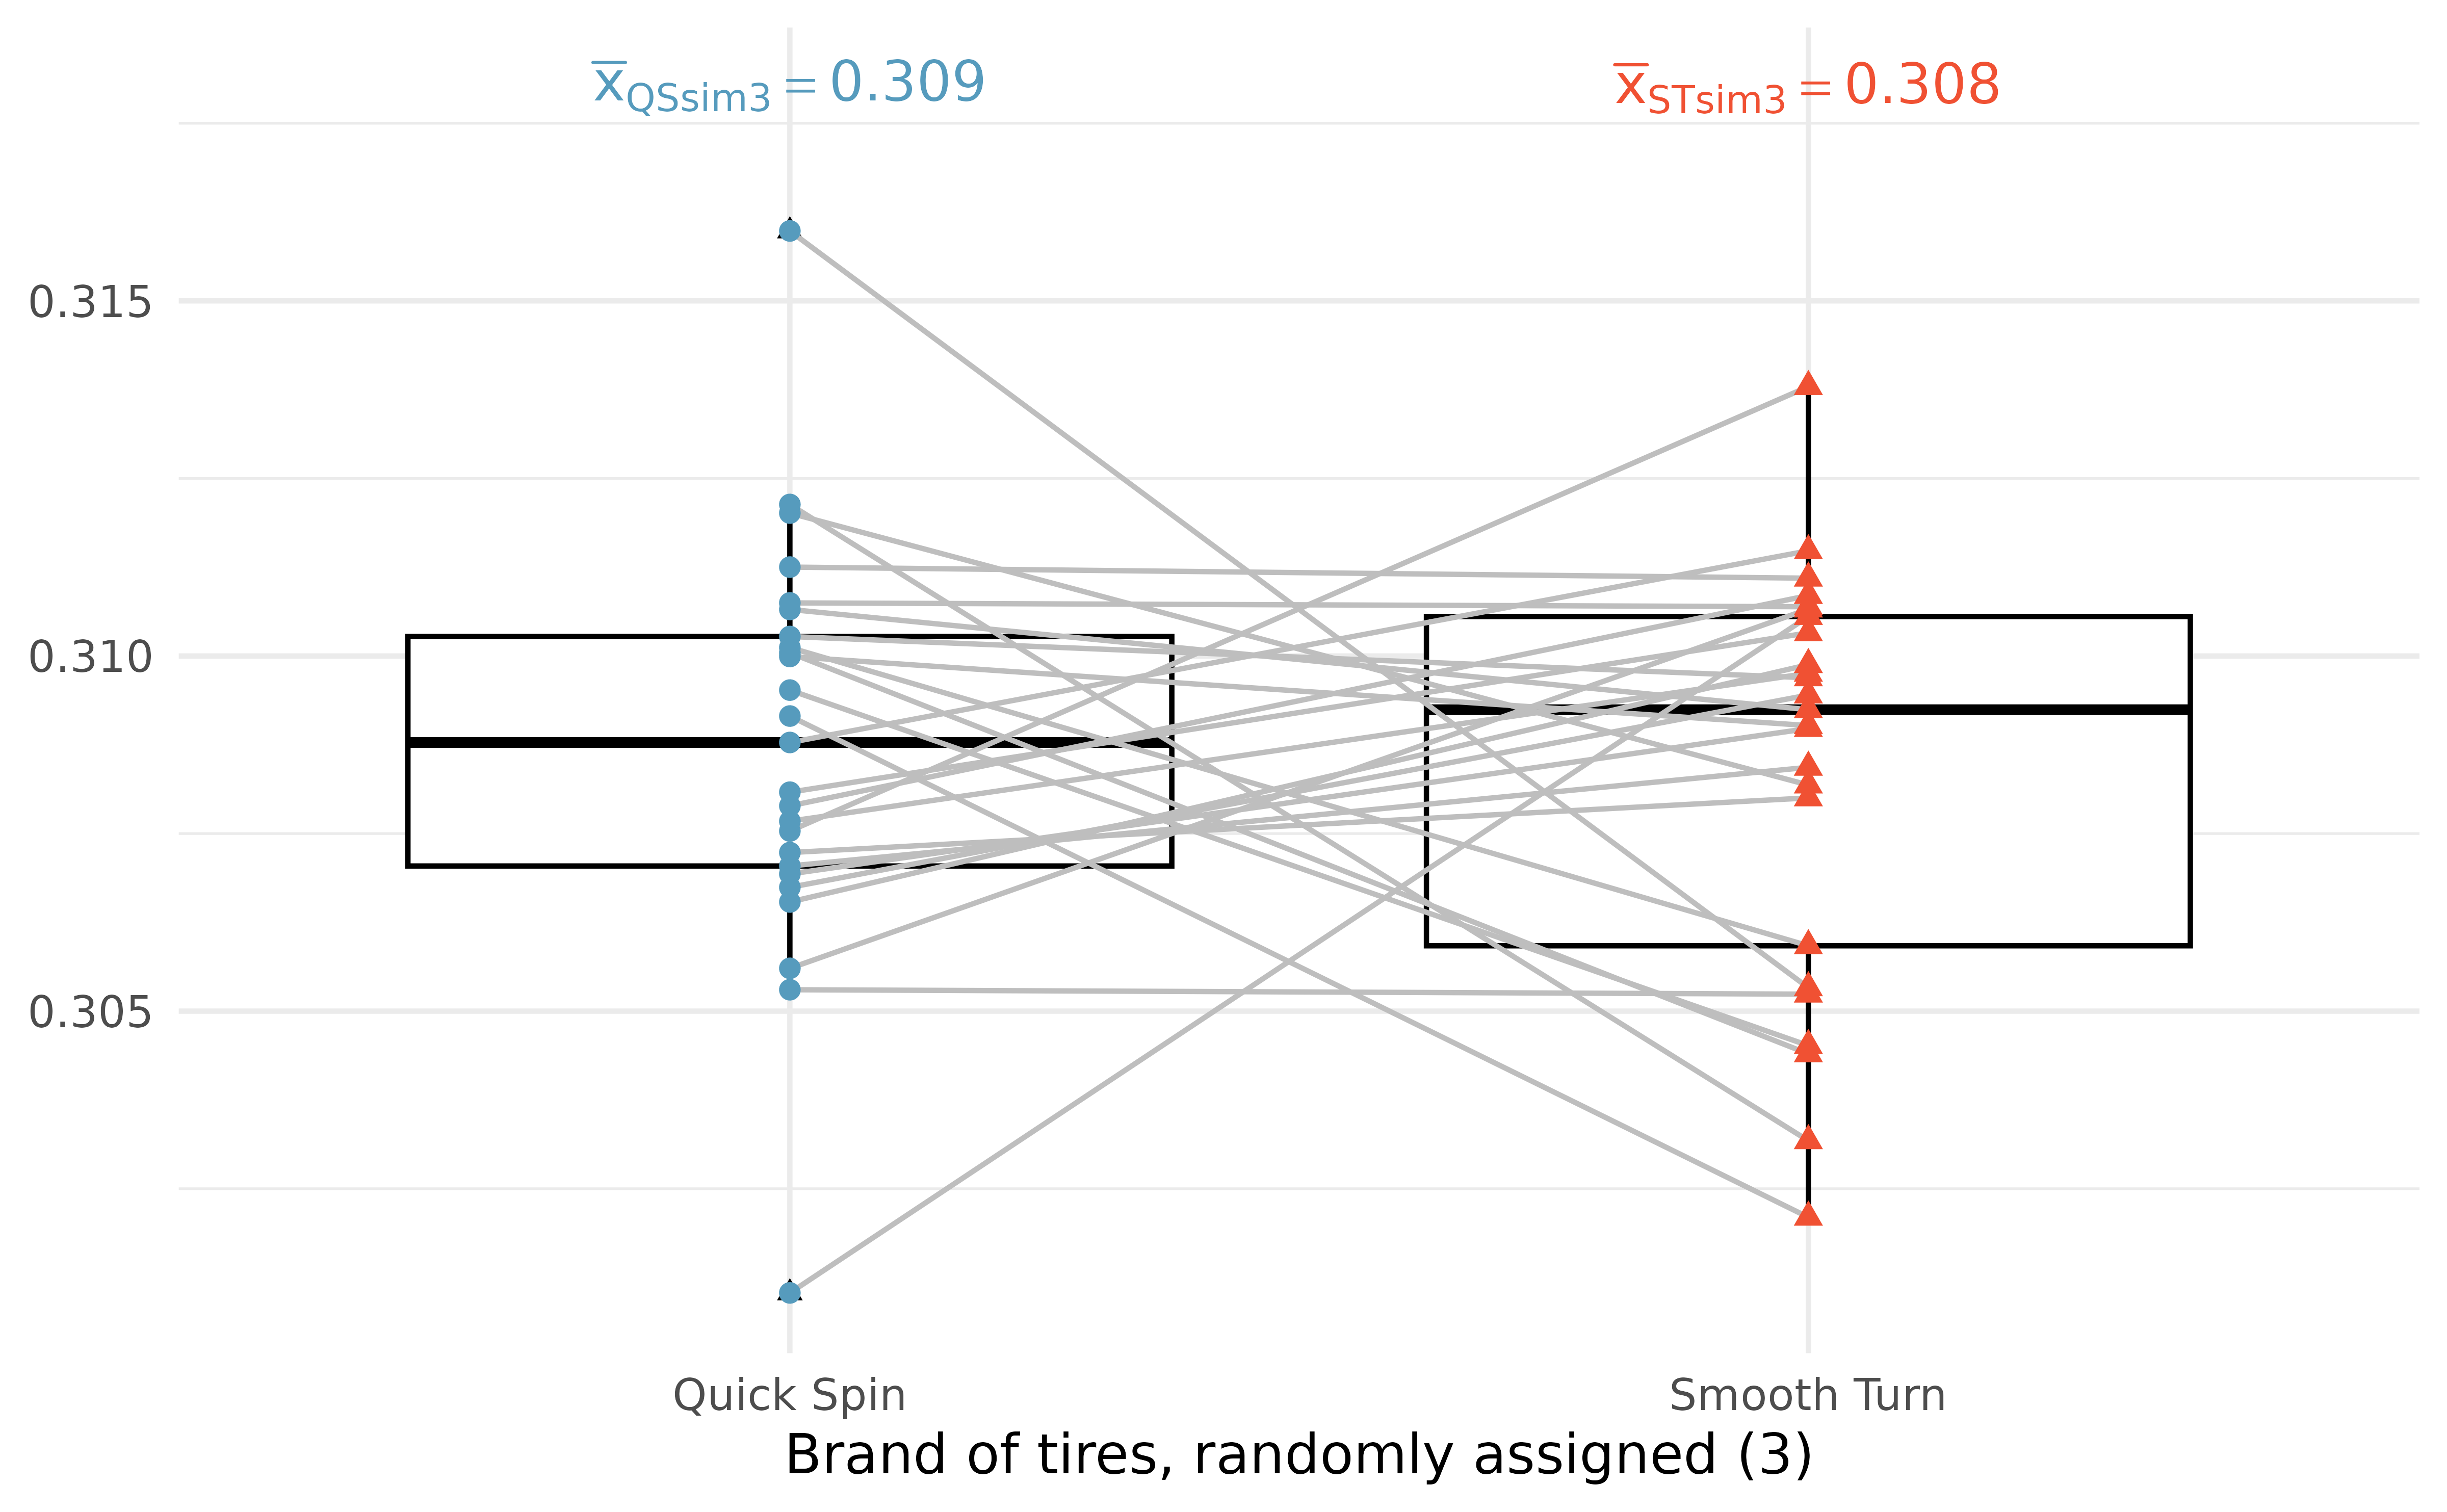 x̅QSsim3 = 0.309
x̅STsim3 = 0.308
0.315
0.310
0.305
Quick Spin
Smooth Turn
Brand of tires, randomly assigned (3)